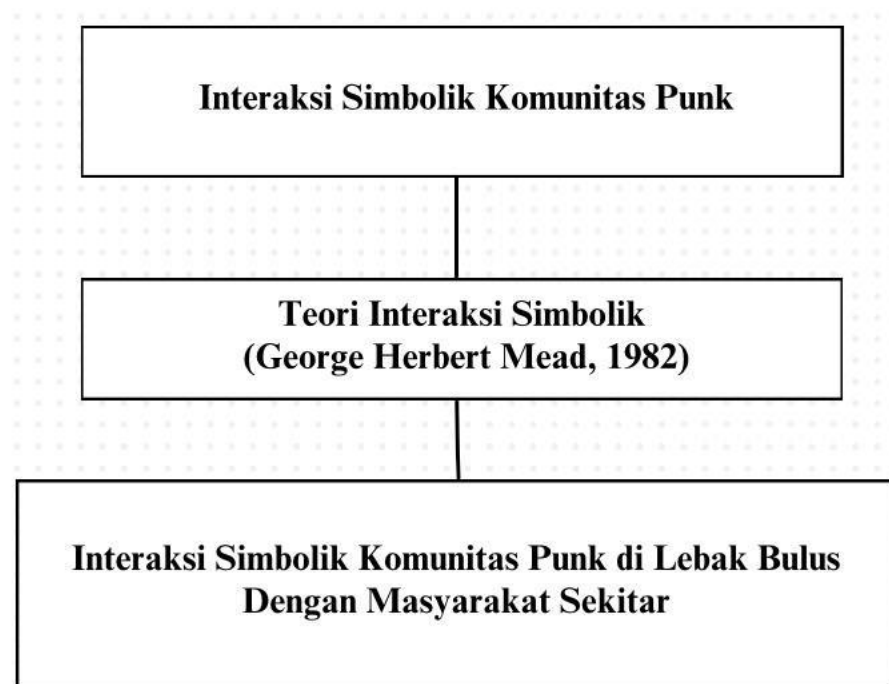 Interaksi Simbolik Komunitas Punk
Teori Interaksi Simbolik
(George Herbert Mead, 1982)
Interaksi Simbolik Komunitas Punk di Lebak Bulus
Dengan Masyarakat Sekitar